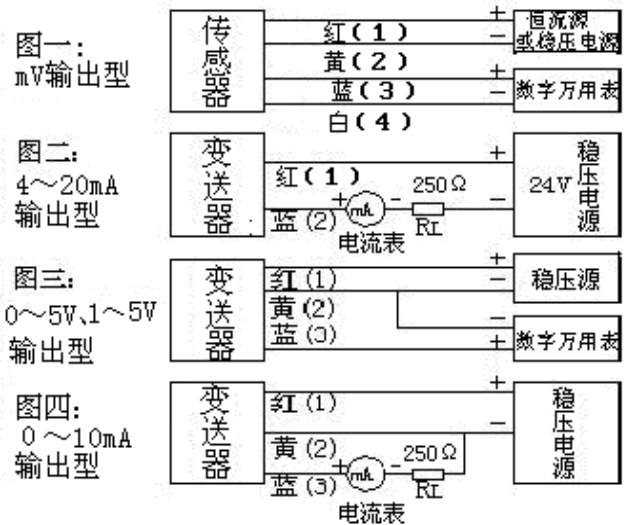 图一:
mV输出型
传感器
红(1)
黄(2)
蓝(3)
白(4)
+
−
+
−
恒流源
或稳压电源
数字万用表
图二:
4～20mA
输出型
变送器
红(1)
蓝(2)
+
mA
-
电流表
250Ω
RL
+
−
24V
稳压电源
图三:
0～5V、1～5V
输出型
变送器
红(1)
黄(2)
蓝(3)
+
−
−
+
稳压源
数字万用表
图四:
0～10mA
输出型
变送器
红(1)
黄(2)
蓝(3)
+
mA
-
电流表
250Ω
RL
+
−
稳压电源